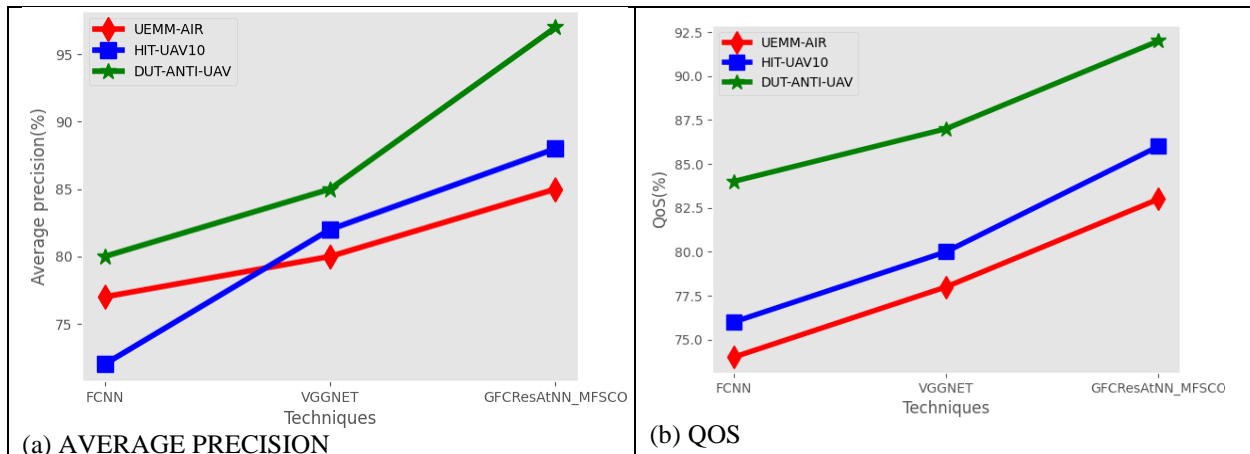 UEMM-AIR
HIT-UAV10
DUT-ANTI-UAV
Average precision(%)
95
90
85
80
75
FCNN
VGGNET
GFCResAtNN_MFSCO
Techniques
(a) AVERAGE PRECISION
UEMM-AIR
HIT-UAV10
DUT-ANTI-UAV
QoS(%)
92.5
90.0
87.5
85.0
82.5
80.0
77.5
75.0
FCNN
VGGNET
GFCResAtNN_MFSCO
Techniques
(b) QOS